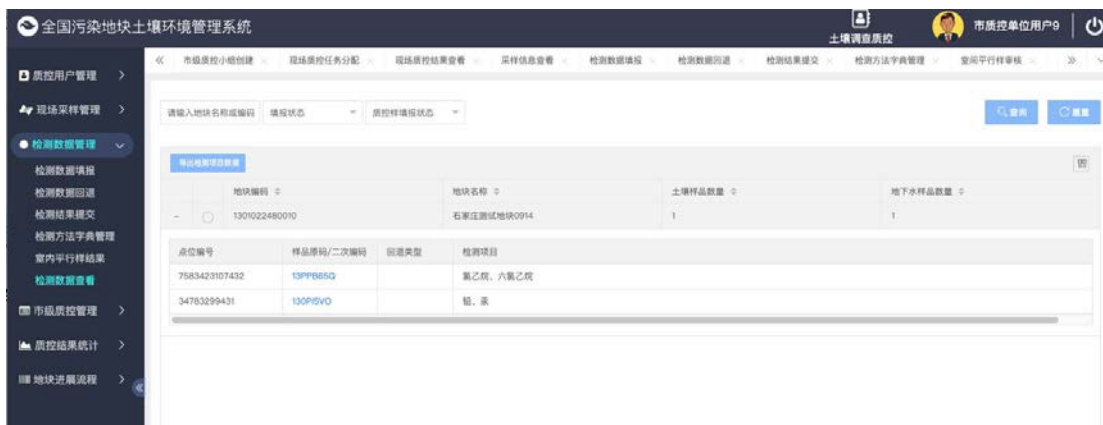 全国污染地块土壤环境管理系统
土壤调查质控
市质控单位用户9
市级质控小组创建 现场质控任务分配 现场质控结果查看 采样信息查看 检测数据填报 检测数据回退 检测结果提交 检测方法字典管理 室间平行样审核
质控用户管理
现场采样管理
检测数据管理
检测数据填报
检测数据回退
检测结果提交
检测方法字典管理
室内平行样结果
检测数据查看
市级质控管理
质控结果统计
地块进展流程
请输入地块名称或编码 填报状态 质控样填报状态 查询 重置
导出检测项目数据
地块编码 地块名称 土壤样品数量 地下水样品数量
1301022480010 石家庄测试地块0914 1 1
点位编号 样品原码/二次编码 回退类型 检测项目
7583423107432 13PPB65Q 氯乙烷、六氯乙烷
34783299431 130PI5VO 铅、汞